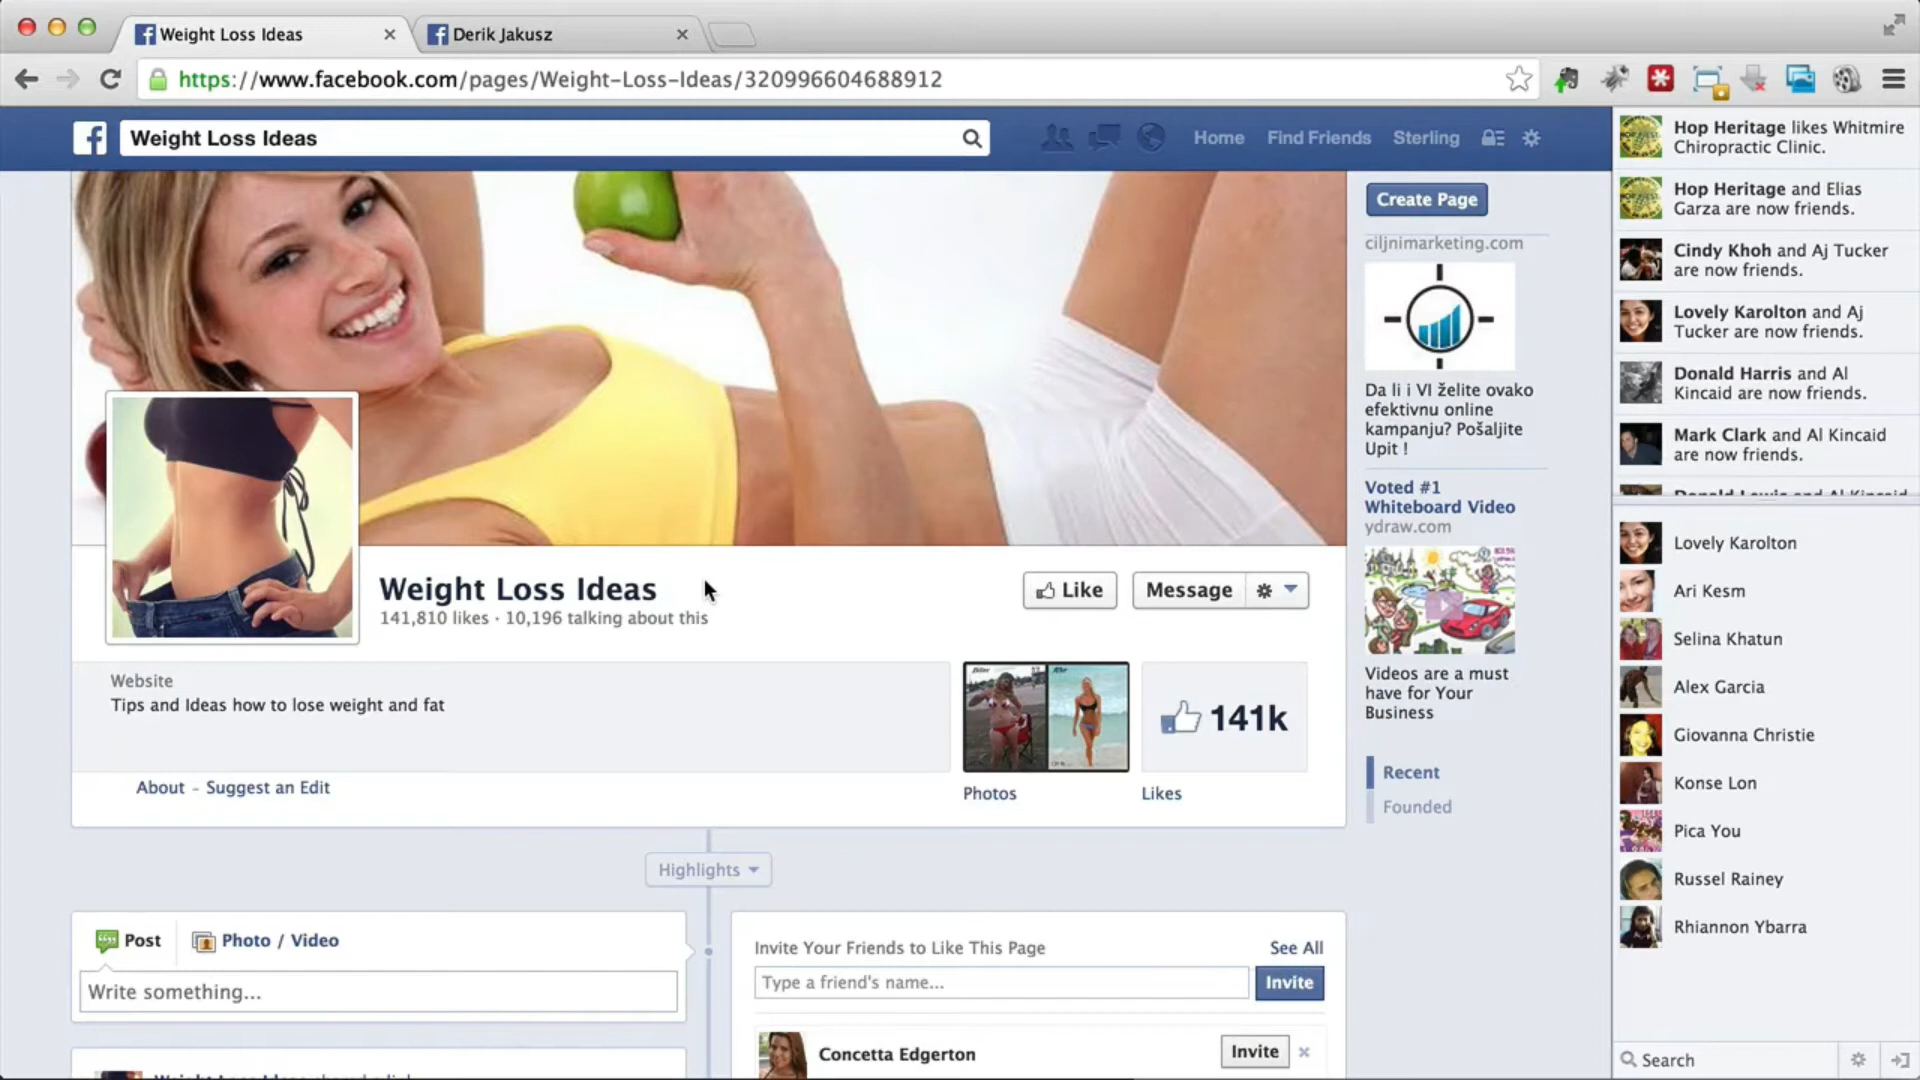 Weight Loss Ideas
Derik Jakusz
https://www.facebook.com/pages/Weight-Loss-Ideas/320996604688912
Weight Loss Ideas
Home
Find Friends
Sterling
Create Page
ciljnimarketing.com
Da li i VI želite ovako
efektivnu online
kampanju? Pošaljite
Upit !
Voted #1
Whiteboard Video
ydraw.com
Videos are a must
have for Your
Business
Recent
Founded
Weight Loss Ideas
141,810 likes · 10,196 talking about this
Like
Message
Website
Tips and Ideas how to lose weight and fat
About - Suggest an Edit
141k
Photos
Likes
Highlights
Post
Photo / Video
Write something...
Invite Your Friends to Like This Page
See All
Type a friend's name...
Invite
Concetta Edgerton
Invite
Hop Heritage likes Whitmire
Chiropractic Clinic.
Hop Heritage and Elias
Garza are now friends.
Cindy Khoh and Aj Tucker
are now friends.
Lovely Karolton and Aj
Tucker are now friends.
Donald Harris and Al
Kincaid are now friends.
Mark Clark and Al Kincaid
are now friends.
Donald Lewis and Al Kincaid
Lovely Karolton
Ari Kesm
Selina Khatun
Alex Garcia
Giovanna Christie
Konse Lon
Pica You
Russel Rainey
Rhiannon Ybarra
Search